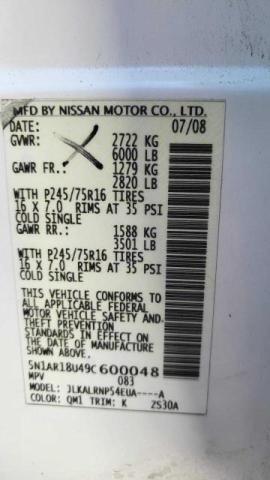 MFD BY NISSAN MOTOR CO., LTD.
DATE: 07/08
GVWR: 2722 KG
6000 LB
GAWR FR.: 1279 KG
2820 LB
WITH P245/75R16 TIRES
16 X 7.0 RIMS AT 35 PSI
COLD SINGLE
GAWR RR.: 1588 KG
3501 LB
WITH P245/75R16 TIRES
16 X 7.0 RIMS AT 35 PSI
COLD SINGLE
THIS VEHICLE CONFORMS TO
ALL APPLICABLE FEDERAL
MOTOR VEHICLE SAFETY AND
THEFT PREVENTION
STANDARDS IN EFFECT ON
THE DATE OF MANUFACTURE
SHOWN ABOVE.
5N1AR18U49C600048
MPV 083
MODEL: JLKALRNP54EUA----A
COLOR: QM1 TRIM: K ZS30A